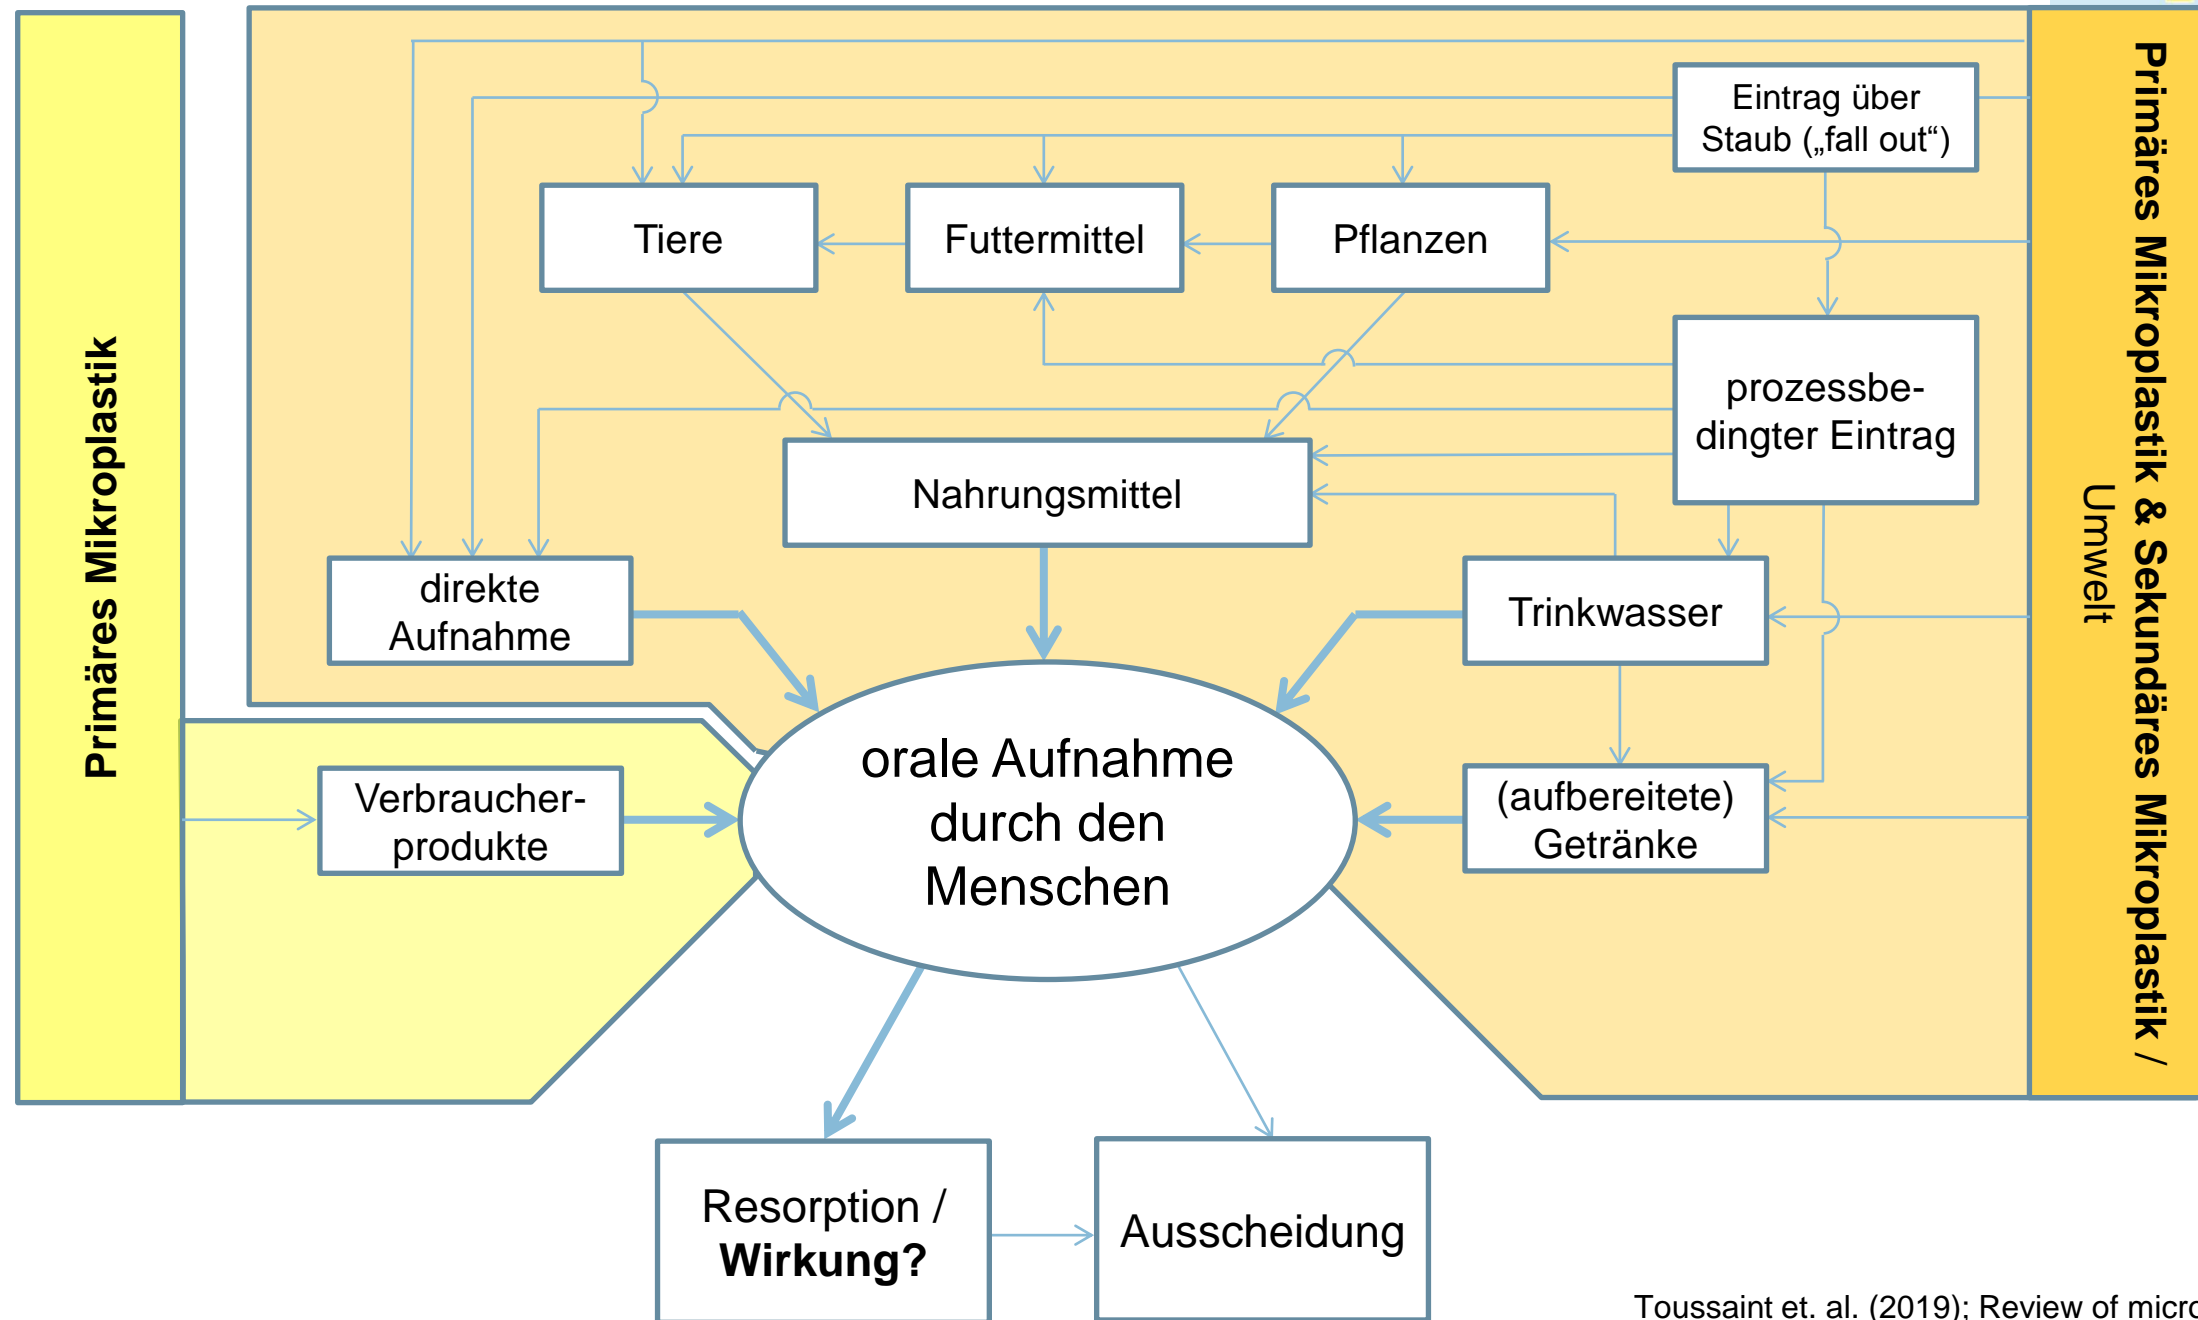 Primäres Mikroplastik
Primäres Mikroplastik & Sekundäres Mikroplastik /
Umwelt
Eintrag über
Staub („fall out“)
Tiere
Futtermittel
Pflanzen
prozessbe-
dingter Eintrag
Nahrungsmittel
direkte
Aufnahme
Trinkwasser
Verbraucher-
produkte
orale Aufnahme
durch den
Menschen
(aufbereitete)
Getränke
Resorption /
Wirkung?
Ausscheidung
Toussaint et. al. (2019); Review of micro